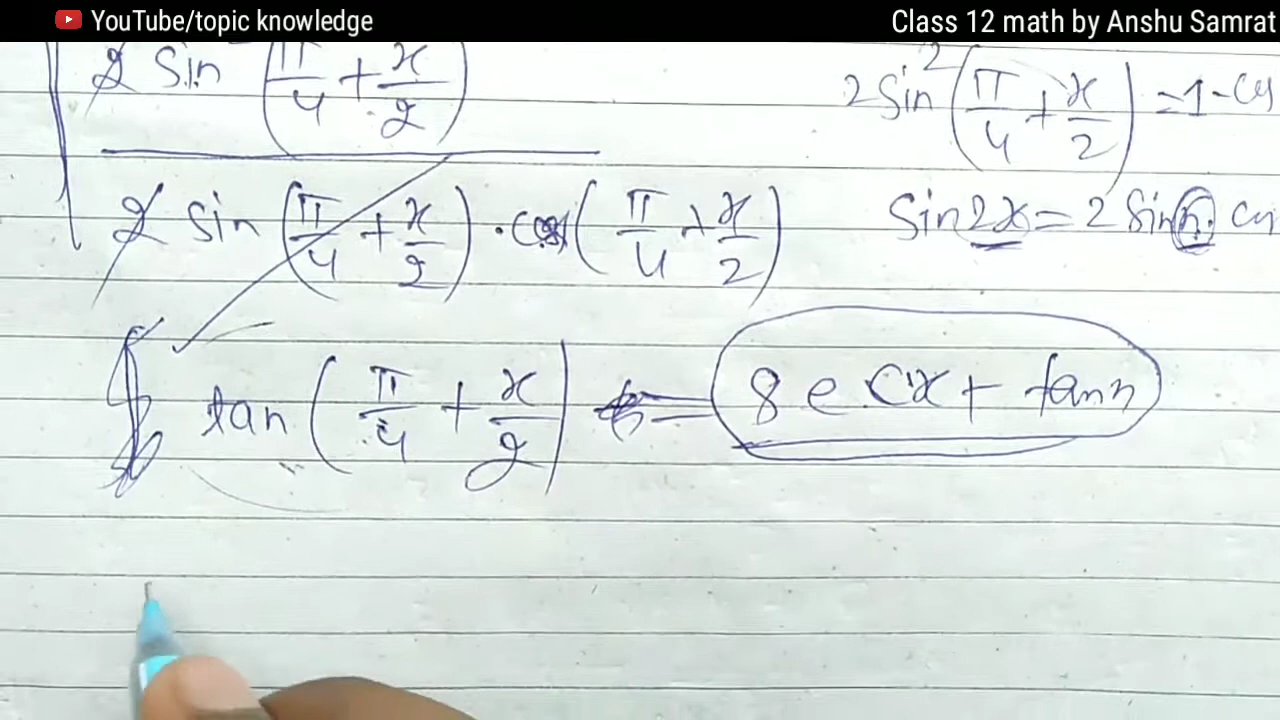 YouTube/topic knowledge
Class 12 math by Anshu Samrat
2 Sin (π/4 + x/2)
2 Sin² (π/4 + x/2) = 1 - Cos
2 Sin (π/4 + x/2) · Cos (π/4 + x/2)
Sin 2x = 2 Sin x . Cos
tan (π/4 + x/2) = Sec x + tan x